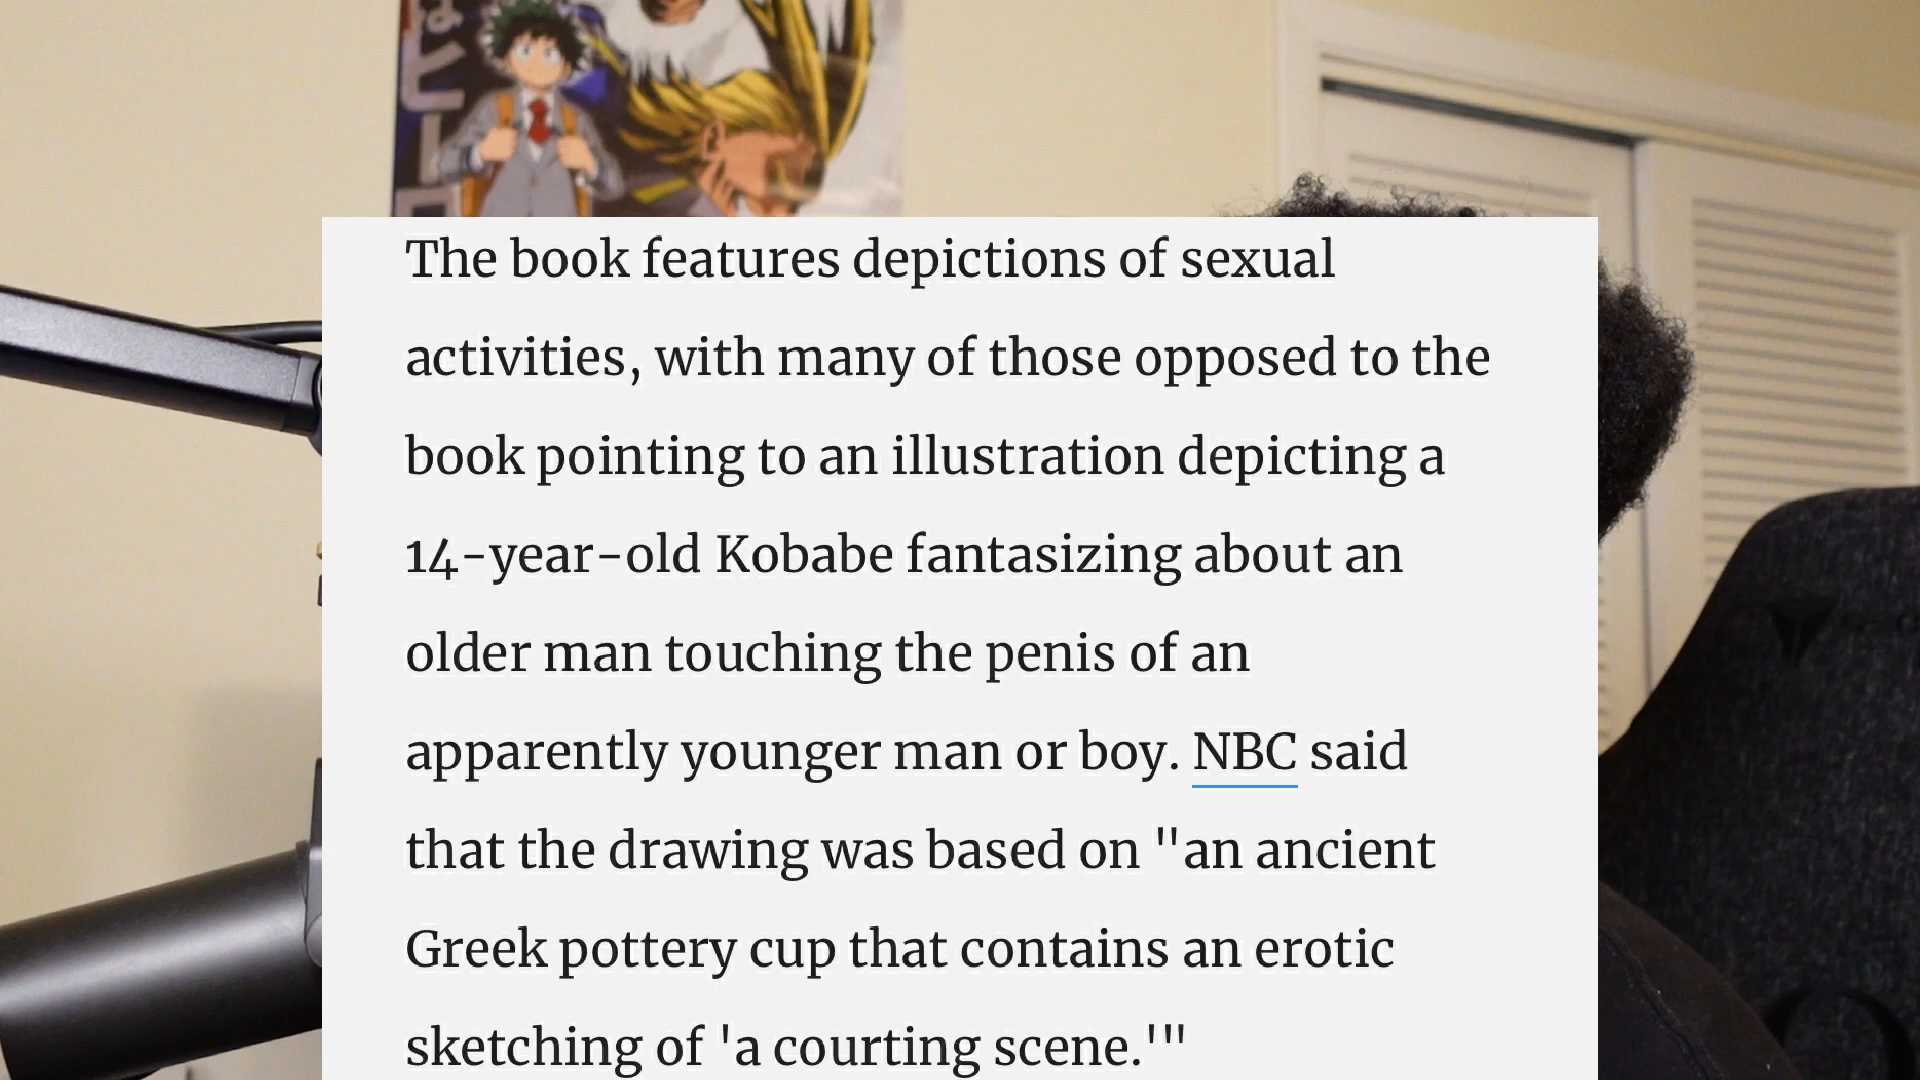 ヒ
The book features depictions of sexual
activities, with many of those opposed to the
book pointing to an illustration depicting a
14-year-old Kobabe fantasizing about an
older man touching the penis of an
apparently younger man or boy. NBC said
that the drawing was based on "an ancient
Greek pottery cup that contains an erotic
sketching of 'a courting scene.'"